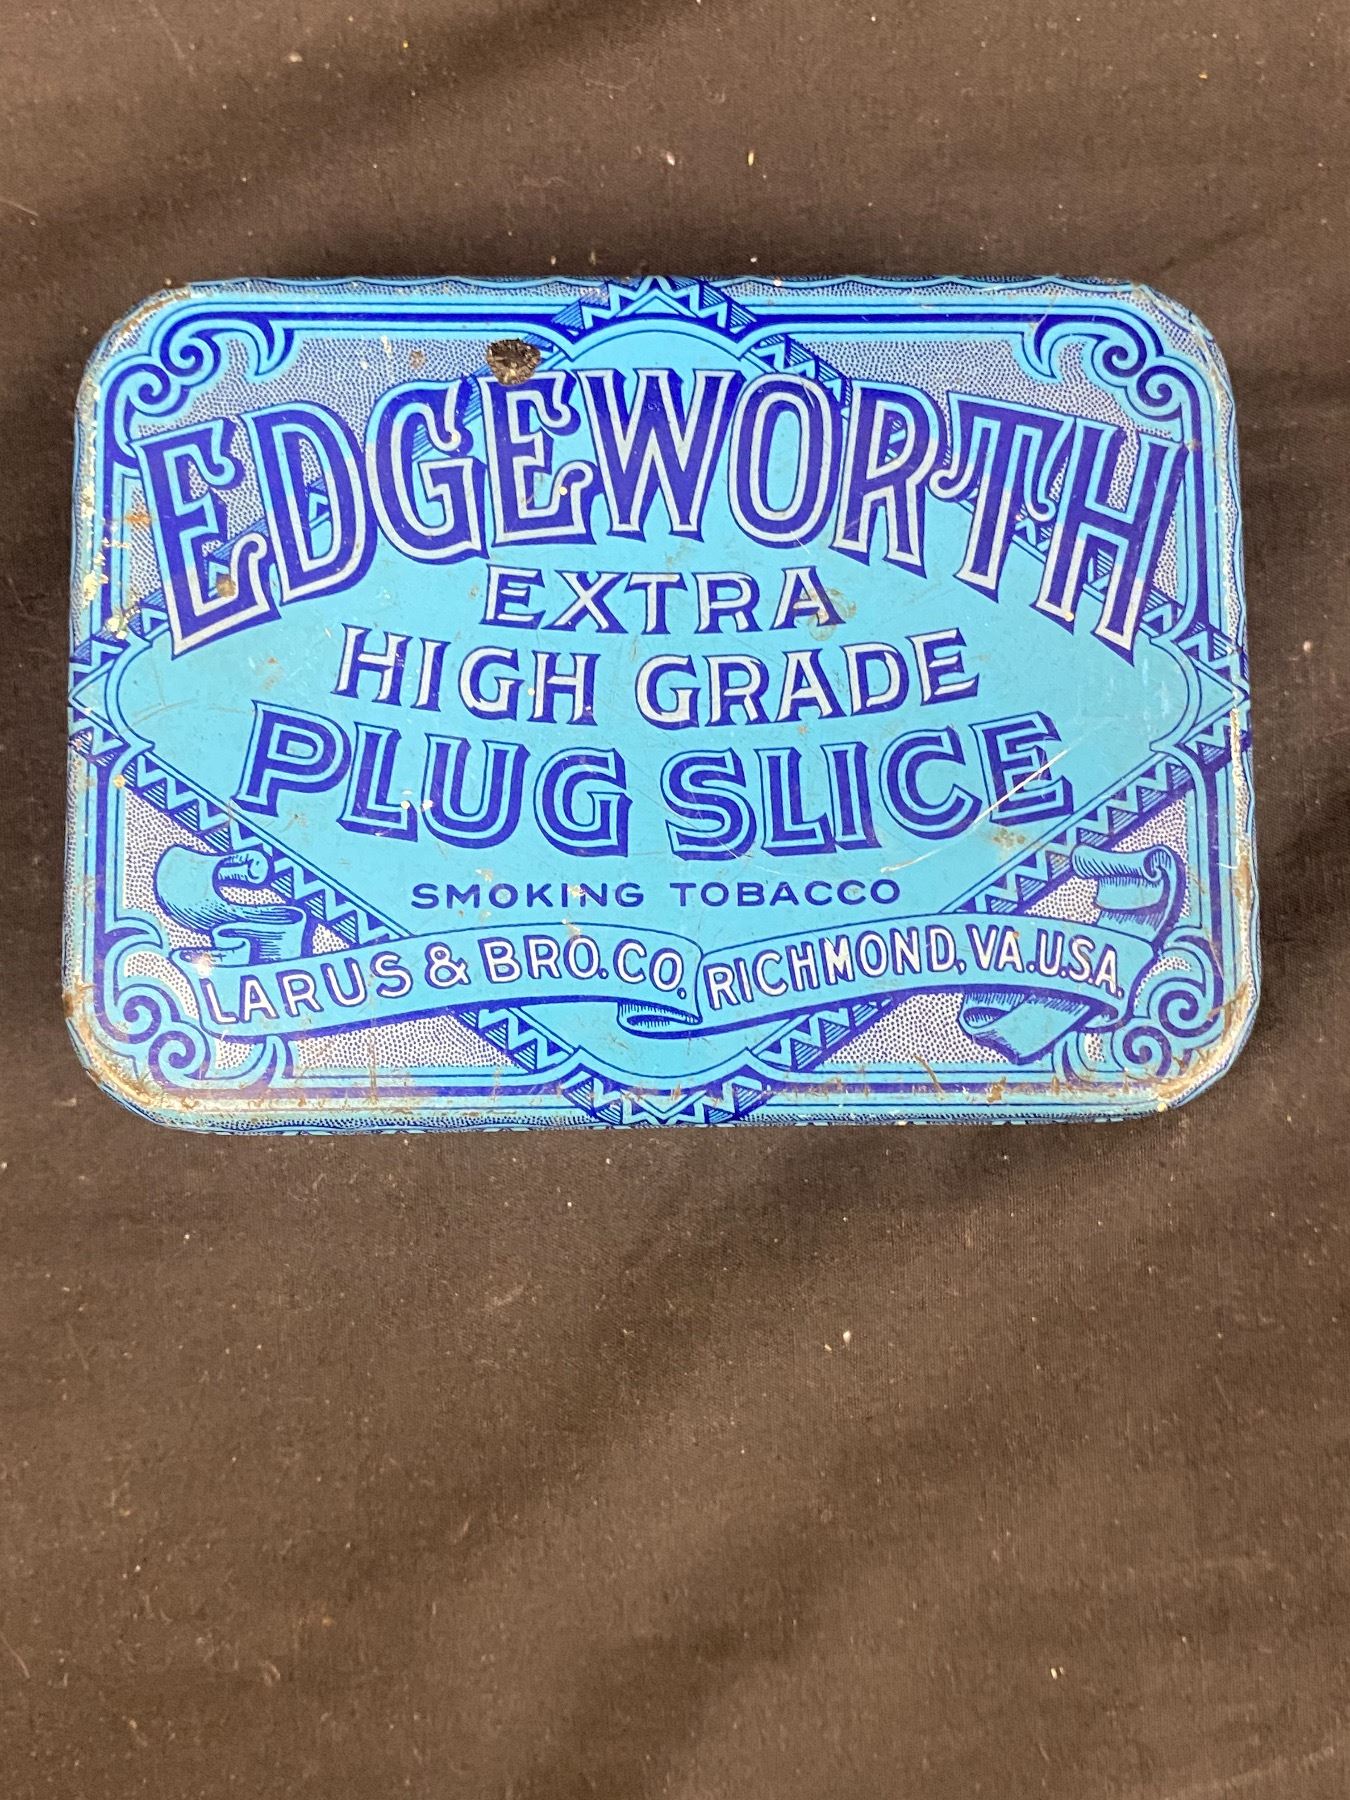 EDGEWORTH
EXTRA
HIGH GRADE
PLUG SLICE
SMOKING TOBACCO
LARUS & BRO. CO. RICHMOND, VA. U.S.A.